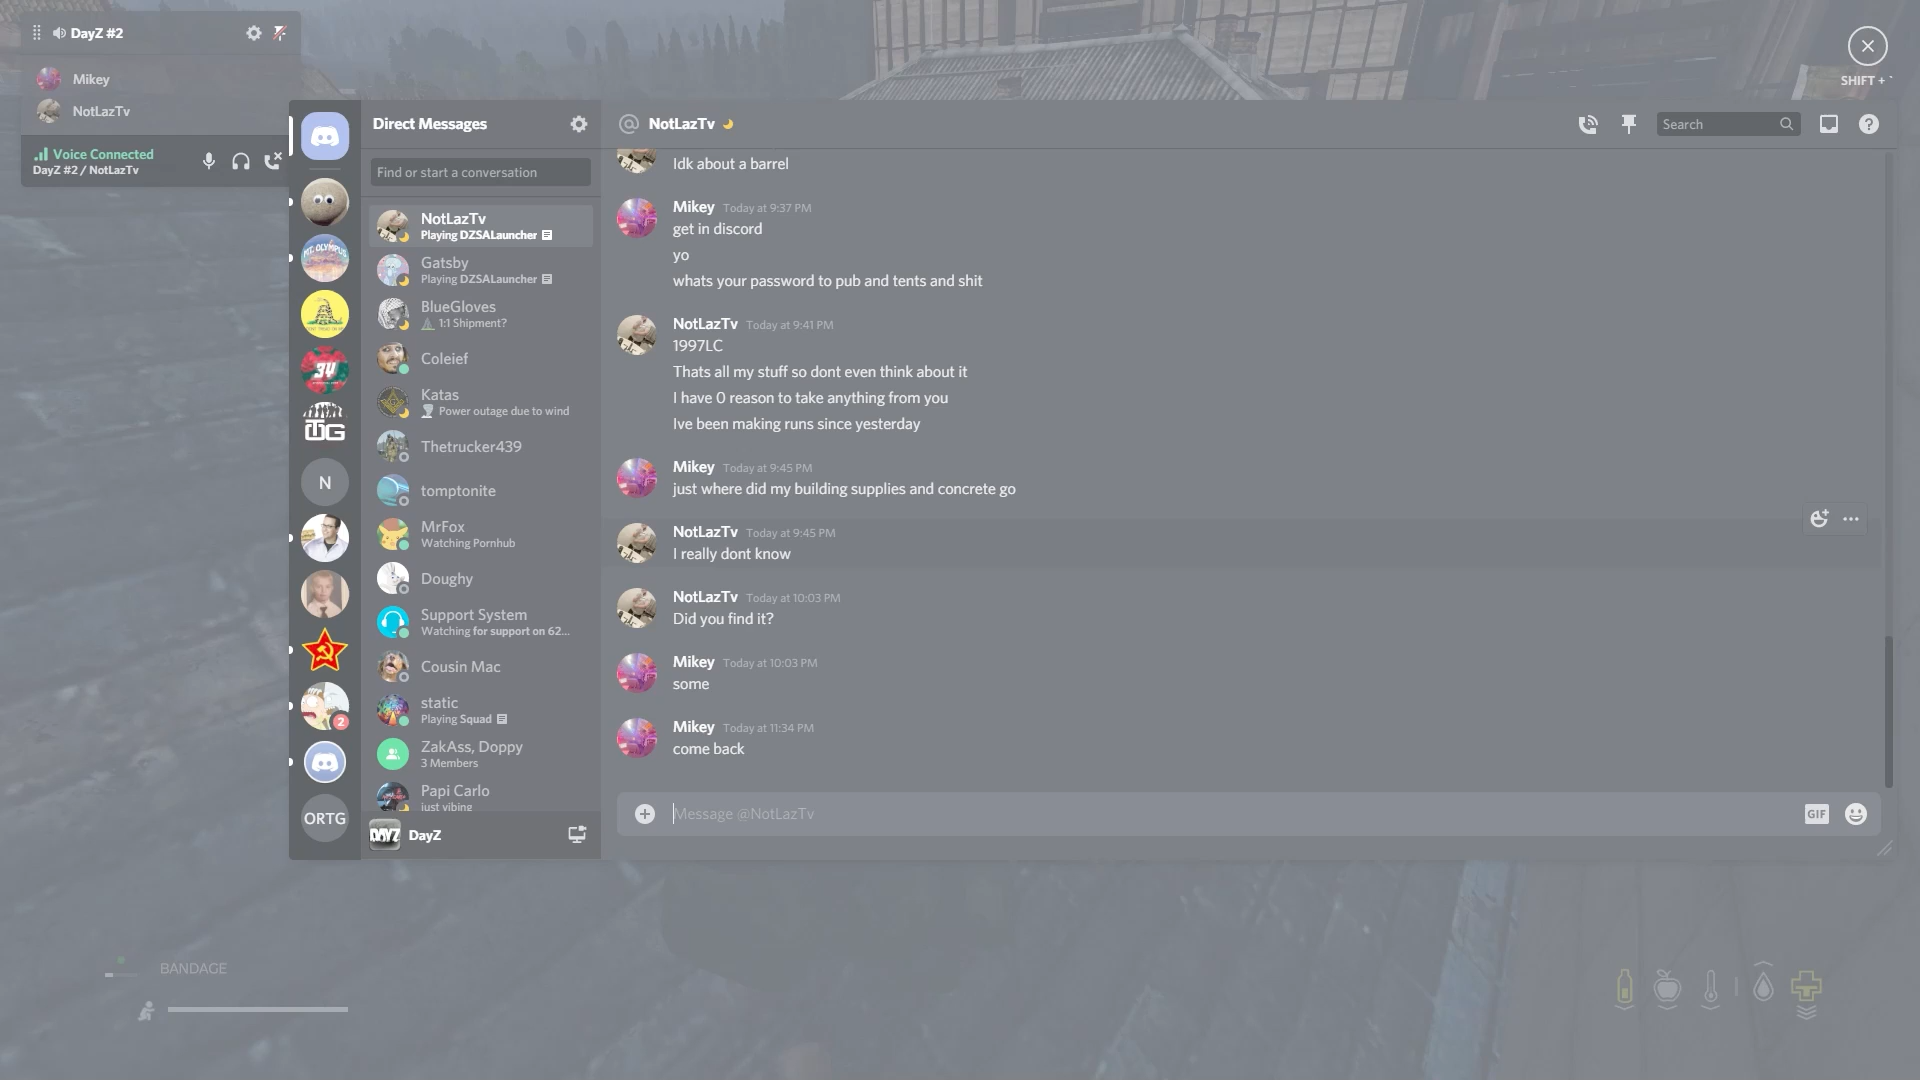 DayZ #2
Mikey
NotLazTv
Voice Connected
DayZ #2 / NotLazTv
SHIFT + `
MT. OLYMPUS
34
N
2
ORTG
Direct Messages
Find or start a conversation
NotLazTv
Playing DZSALauncher
Gatsby
Playing DZSALauncher
BlueGloves
1:1 Shipment?
Coleief
Katas
Power outage due to wind
Thetrucker439
tomptonite
MrFox
Watching Pornhub
Doughy
Support System
Watching for support on 62...
Cousin Mac
static
Playing Squad
ZakAss, Doppy
3 Members
Papi Carlo
just vibing
DAYZ
DayZ
@ NotLazTv
Search
Idk about a barrel
Mikey Today at 9:37 PM
get in discord
yo
whats your password to pub and tents and shit
NotLazTv Today at 9:41 PM
1997LC
Thats all my stuff so dont even think about it
I have 0 reason to take anything from you
Ive been making runs since yesterday
Mikey Today at 9:45 PM
just where did my building supplies and concrete go
NotLazTv Today at 9:45 PM
I really dont know
NotLazTv Today at 10:03 PM
Did you find it?
Mikey Today at 10:03 PM
some
Mikey Today at 11:34 PM
come back
Message @NotLazTv
GIF
BANDAGE